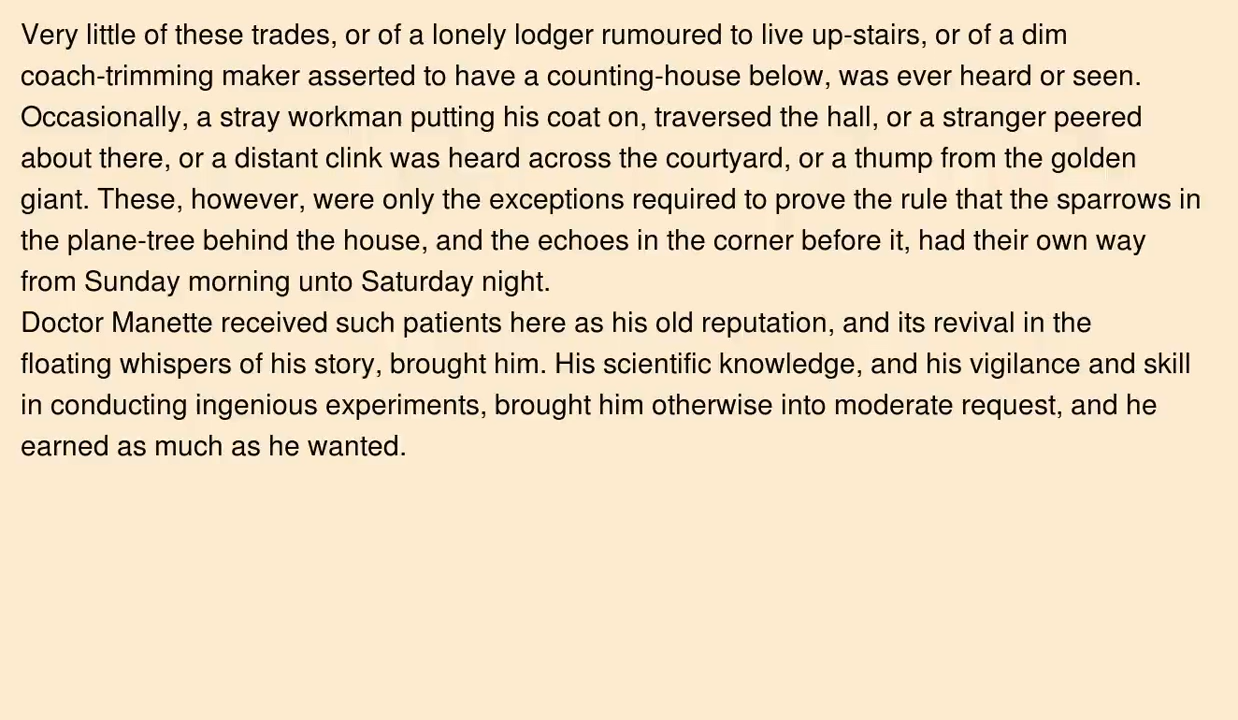 Very little of these trades, or of a lonely lodger rumoured to live up-stairs, or of a dim
coach-trimming maker asserted to have a counting-house below, was ever heard or seen.
Occasionally, a stray workman putting his coat on, traversed the hall, or a stranger peered
about there, or a distant clink was heard across the courtyard, or a thump from the golden
giant. These, however, were only the exceptions required to prove the rule that the sparrows in
the plane-tree behind the house, and the echoes in the corner before it, had their own way
from Sunday morning unto Saturday night.
Doctor Manette received such patients here as his old reputation, and its revival in the
floating whispers of his story, brought him. His scientific knowledge, and his vigilance and skill
in conducting ingenious experiments, brought him otherwise into moderate request, and he
earned as much as he wanted.